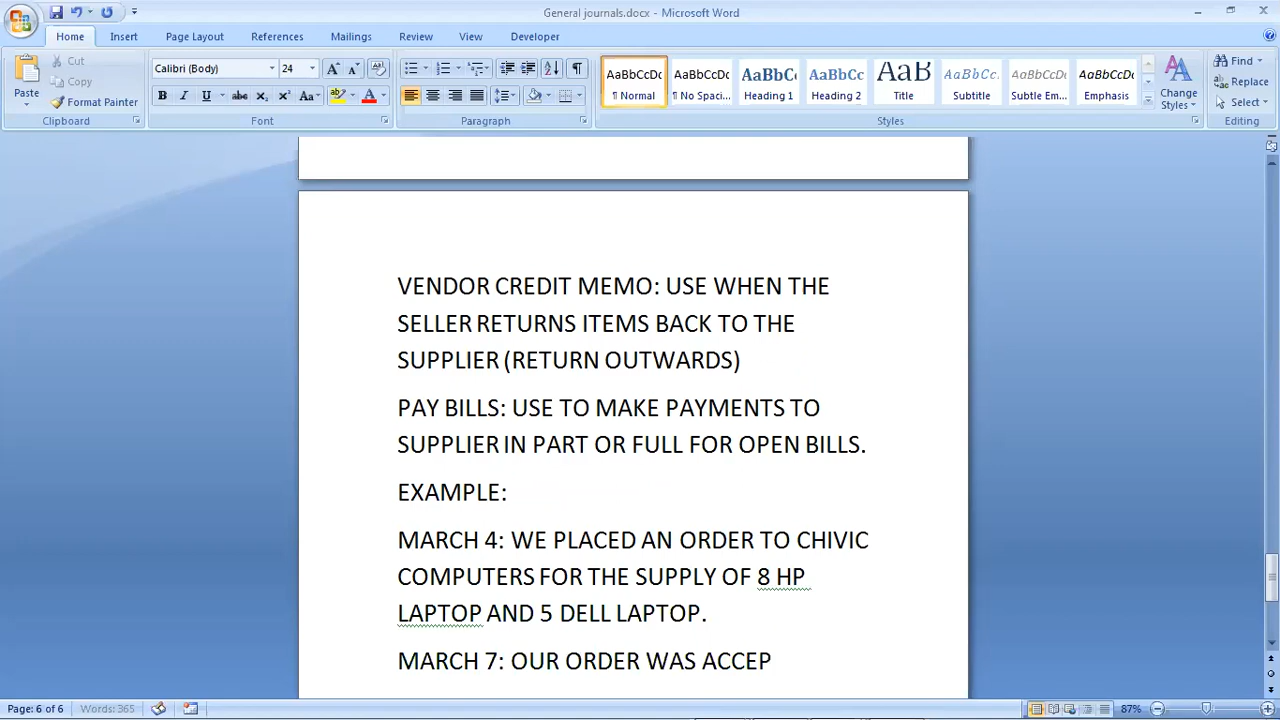 General journals.docx - Microsoft Word
Home Insert Page Layout References Mailings Review View Developer
Paste
Cut
Copy
Format Painter
Clipboard
Calibri (Body) 24
Font
Paragraph
AaBbCcDc AaBbCcDc AaBbC AaBbCc AaB AaBbCc. AaBbCcDc AaBbCcDc
¶ Normal ¶ No Spaci... Heading 1 Heading 2 Title Subtitle Subtle Em... Emphasis
Change Styles
Styles
Find
Replace
Select
Editing
VENDOR CREDIT MEMO: USE WHEN THE
SELLER RETURNS ITEMS BACK TO THE
SUPPLIER (RETURN OUTWARDS)
PAY BILLS: USE TO MAKE PAYMENTS TO
SUPPLIER IN PART OR FULL FOR OPEN BILLS.
EXAMPLE:
MARCH 4: WE PLACED AN ORDER TO CHIVIC
COMPUTERS FOR THE SUPPLY OF 8 HP
LAPTOP AND 5 DELL LAPTOP.
MARCH 7: OUR ORDER WAS ACCEP
Page: 6 of 6 Words: 365 87%